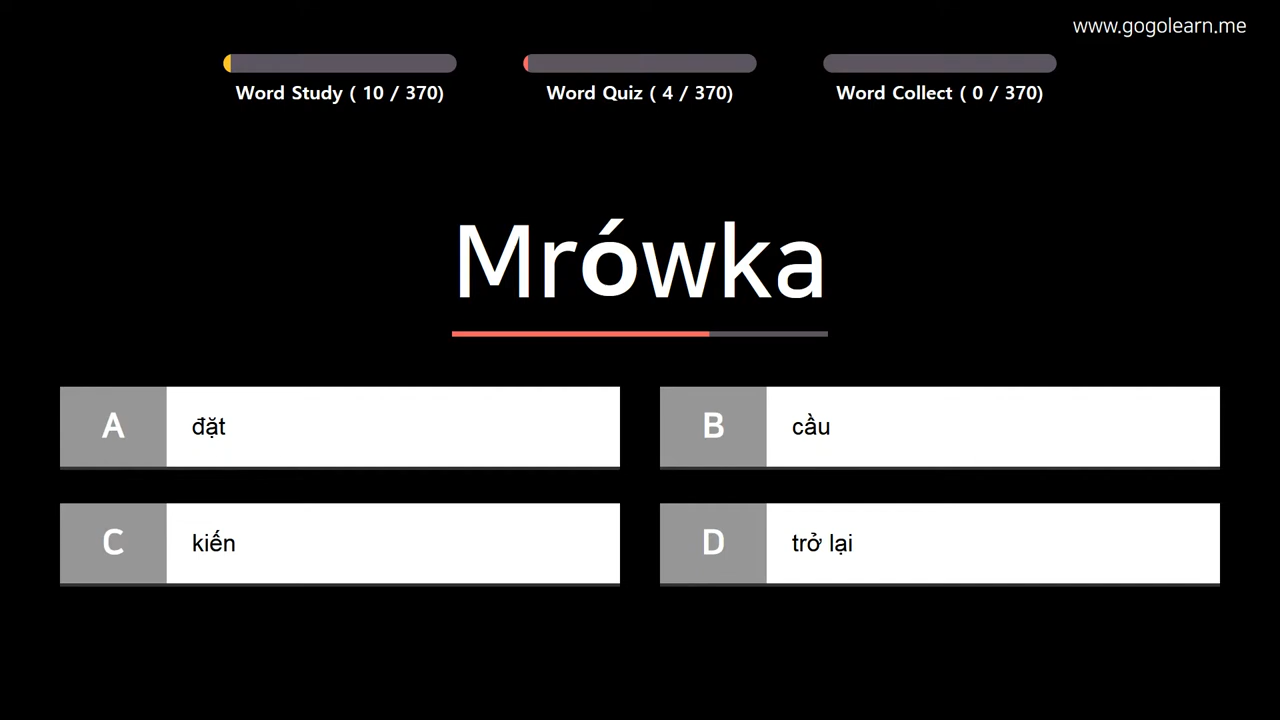 www.gogolearn.me
Word Study ( 10 / 370)
Word Quiz ( 4 / 370)
Word Collect ( 0 / 370)
Mrówka
A đặt
B cầu
C kiến
D trở lại